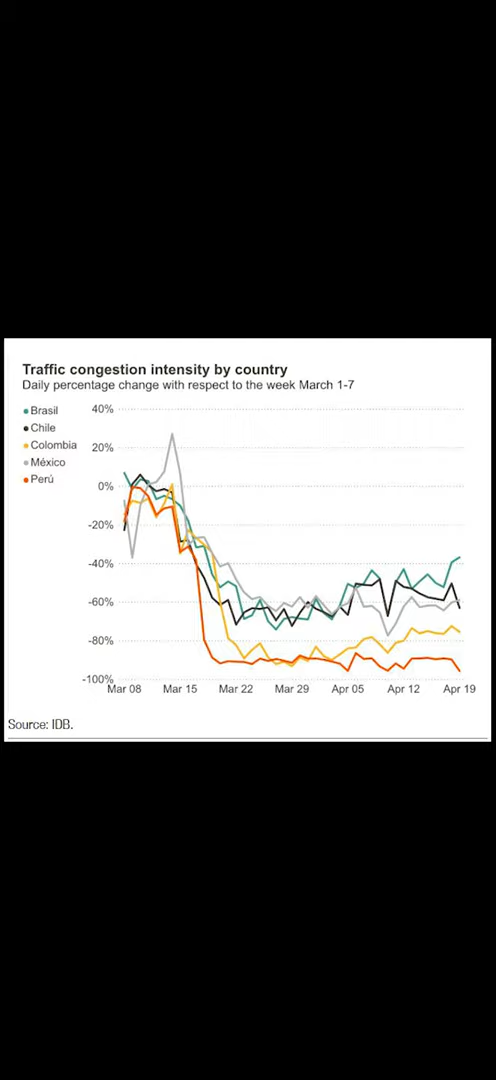 Traffic congestion intensity by country
Daily percentage change with respect to the week March 1-7
Brasil
Chile
Colombia
México
Perú
40%
20%
0%
-20%
-40%
-60%
-80%
-100%
Mar 08 Mar 15 Mar 22 Mar 29 Apr 05 Apr 12 Apr 19
Source: IDB.